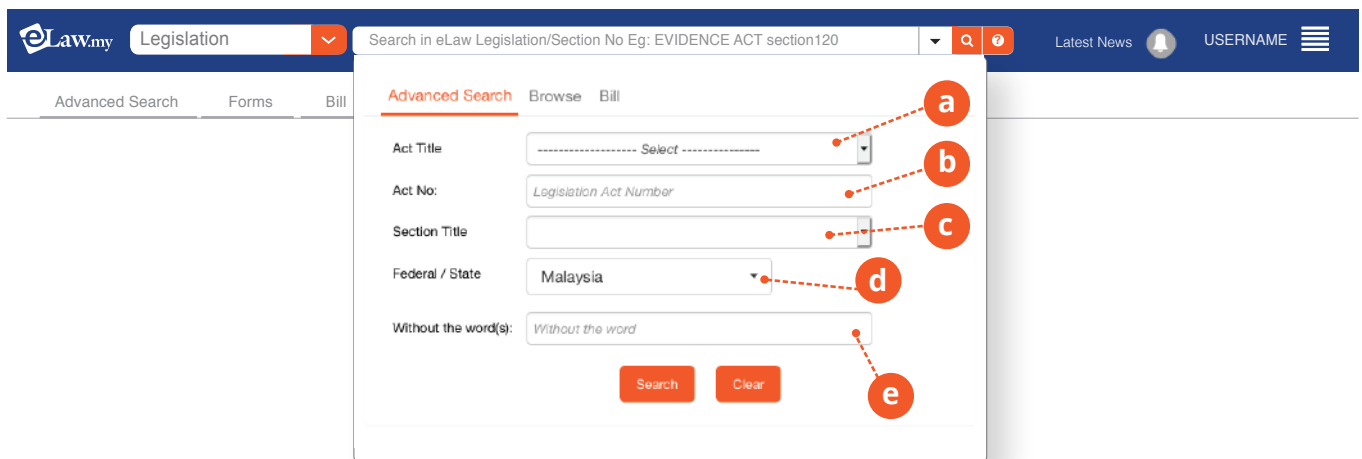 eLaw.my Legislation Search in eLaw Legislation/Section No Eg: EVIDENCE ACT section120 ? Latest News USERNAME
Advanced Search Forms Bill
Advanced Search Browse Bill
a
Act Title ------------------- Select ---------------
b
Act No: Legislation Act Number
Section Title
c
Federal / State Malaysia
d
Without the word(s): Without the word
Search Clear
e